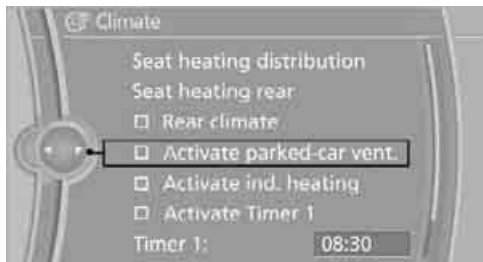 Climate
Seat heating distribution
Seat heating rear
Rear climate
Activate parked-car vent.
Activate ind. heating
Activate Timer 1
Timer 1: 08:30